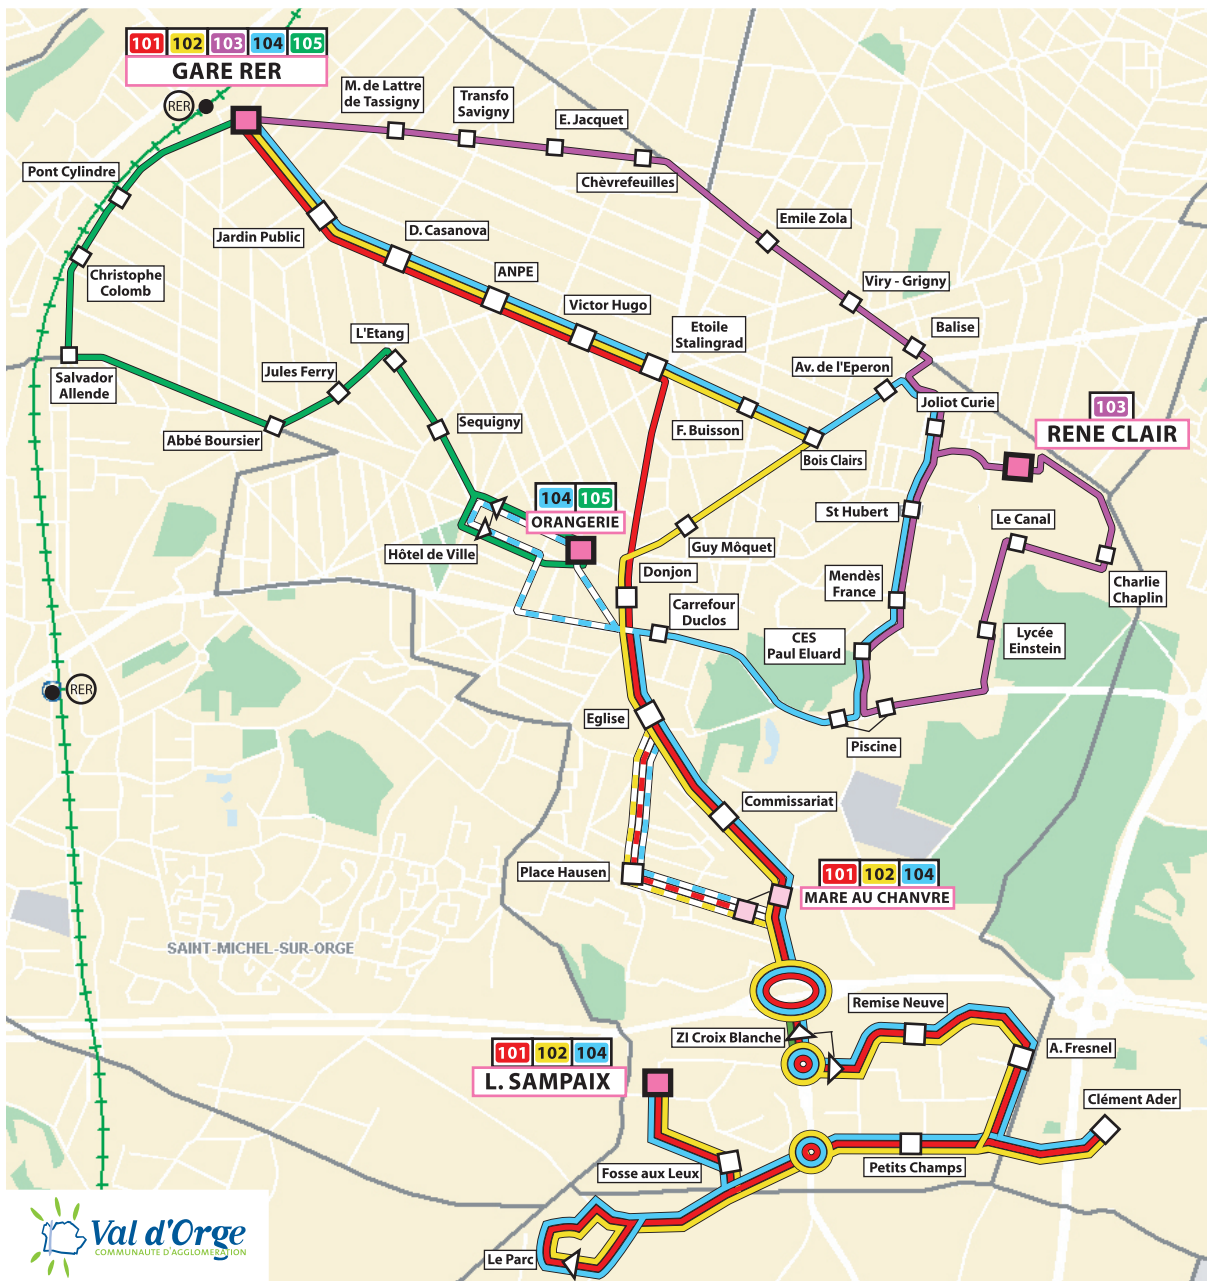 101 102 103 104 105
GARE RER
RER
M. de Lattre
de Tassigny
Transfo
Savigny
E. Jacquet
Chèvrefeuilles
Pont Cylindre
Emile Zola
Jardin Public
D. Casanova
Christophe
Colomb
ANPE
Viry - Grigny
Victor Hugo
Etoile
Stalingrad
Balise
L'Etang
Av. de l'Eperon
Jules Ferry
Salvador
Allende
Joliot Curie
103
RENE CLAIR
Abbé Boursier
Sequigny
F. Buisson
Bois Clairs
104 105
ORANGERIE
St Hubert
Le Canal
Hôtel de Ville
Guy Môquet
Donjon
Mendès
France
Charlie
Chaplin
Carrefour
Duclos
CES
Paul Eluard
Lycée
Einstein
RER
Eglise
Piscine
Commissariat
Place Hausen
101 102 104
MARE AU CHANVRE
SAINT-MICHEL-SUR-ORGE
Remise Neuve
ZI Croix Blanche
A. Fresnel
101 102 104
L. SAMPAIX
Clément Ader
Fosse aux Leux
Petits Champs
Le Parc
Val d'Orge
COMMUNAUTE D'AGGLOMERATION